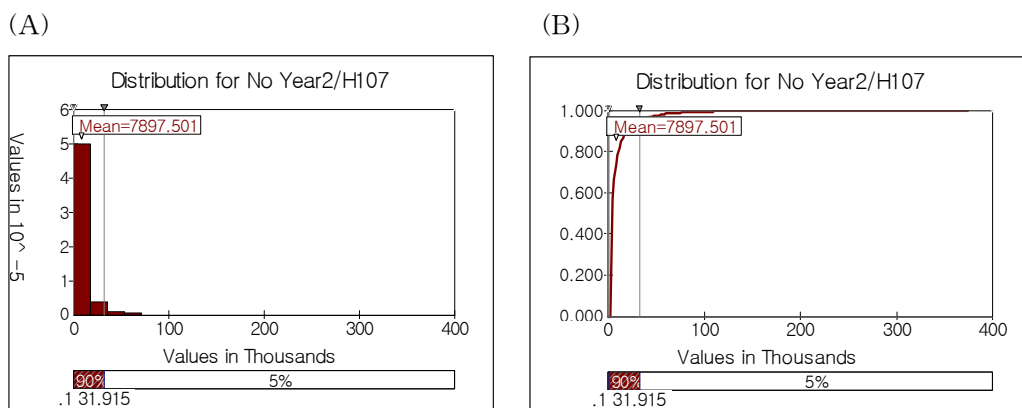 (A)
Distribution for No Year2/H107
Values in 10^ -5
6
5
4
3
2
1
0
Mean=7897.501
0 100 200 300 400
Values in Thousands
90% 5%
.1 31.915
(B)
Distribution for No Year2/H107
1.000
0.800
0.600
0.400
0.200
0.000
Mean=7897.501
0 100 200 300 400
Values in Thousands
90% 5%
.1 31.915